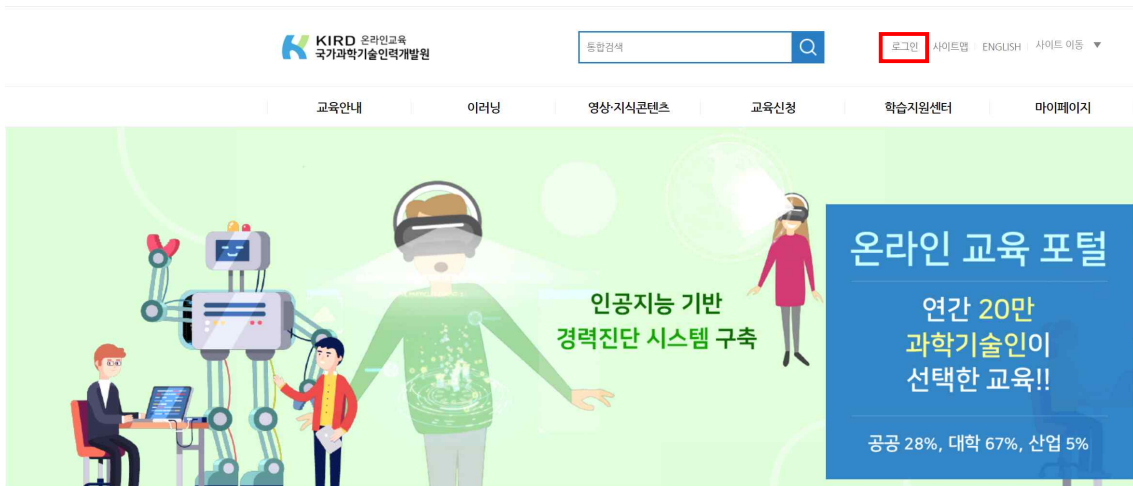 KIRD 온라인교육
국가과학기술인력개발원
통합검색
로그인 사이트맵 ENGLISH 사이트 이동 ▼
교육안내 이러닝 영상·지식콘텐츠 교육신청 학습지원센터 마이페이지
인공지능 기반
경력진단 시스템 구축
온라인 교육 포털
연간 20만
과학기술인이
선택한 교육!!
공공 28%, 대학 67%, 산업 5%